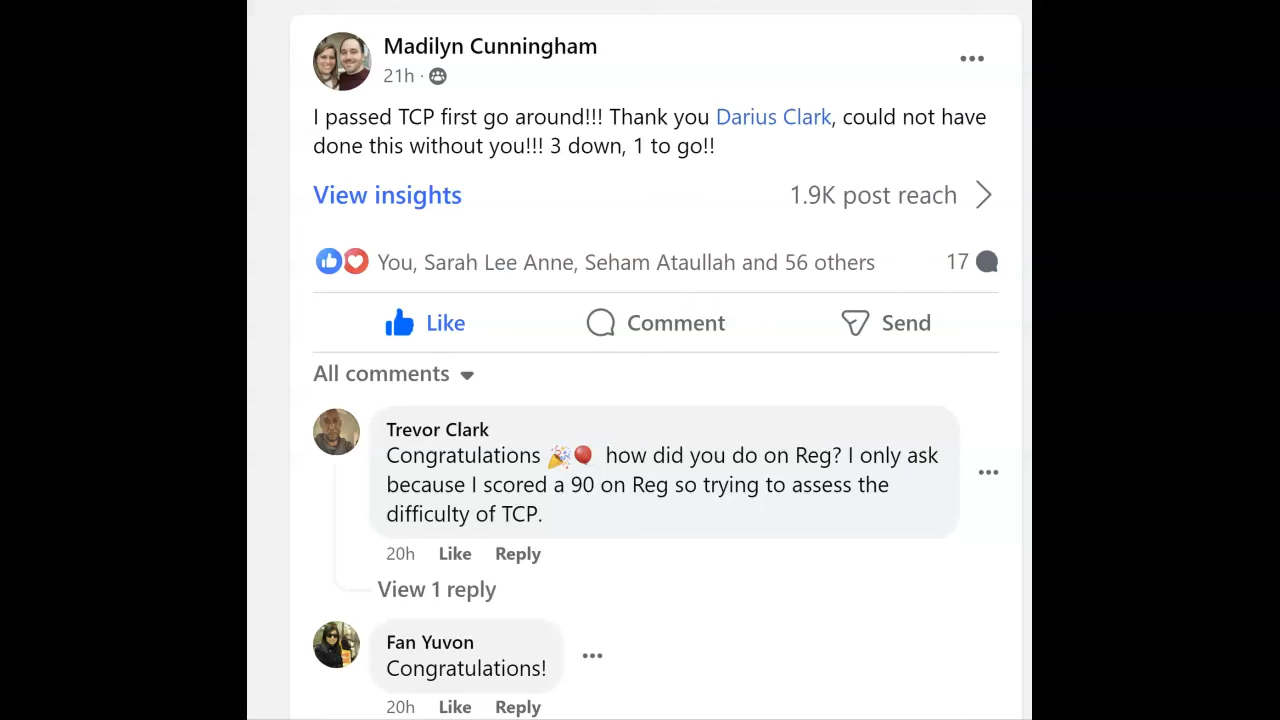 Madilyn Cunningham
21h ·
I passed TCP first go around!!! Thank you Darius Clark, could not have
done this without you!!! 3 down, 1 to go!!
View insights
1.9K post reach
You, Sarah Lee Anne, Seham Ataullah and 56 others
17
Like
Comment
Send
All comments
Trevor Clark
Congratulations 🎉🎈 how did you do on Reg? I only ask
because I scored a 90 on Reg so trying to assess the
difficulty of TCP.
20h Like Reply
View 1 reply
Fan Yuvon
Congratulations!
20h Like Reply